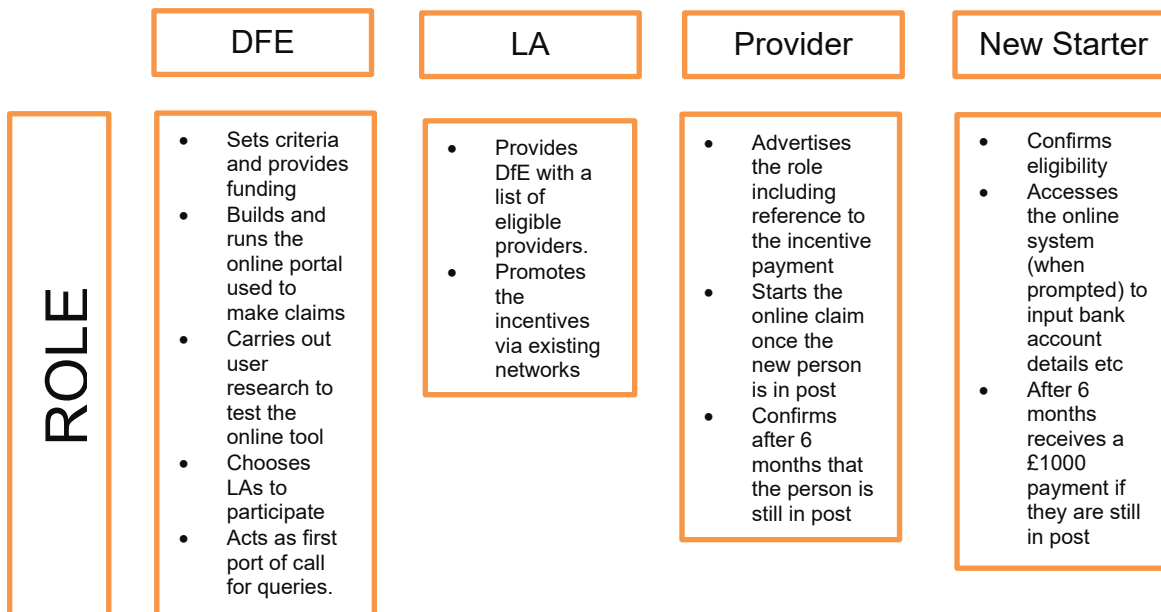 DFE
LA
Provider
New Starter
ROLE
• Sets criteria
and provides
funding
• Builds and
runs the
online portal
used to
make claims
• Carries out
user
research to
test the
online tool
• Chooses
LAs to
participate
• Acts as first
port of call
for queries.
• Provides
DfE with a
list of
eligible
providers.
• Promotes
the
incentives
via existing
networks
• Advertises
the role
including
reference to
the incentive
payment
• Starts the
online claim
once the
new person
is in post
• Confirms
after 6
months that
the person is
still in post
• Confirms
eligibility
• Accesses
the online
system
(when
prompted) to
input bank
account
details etc
• After 6
months
receives a
£1000
payment if
they are still
in post